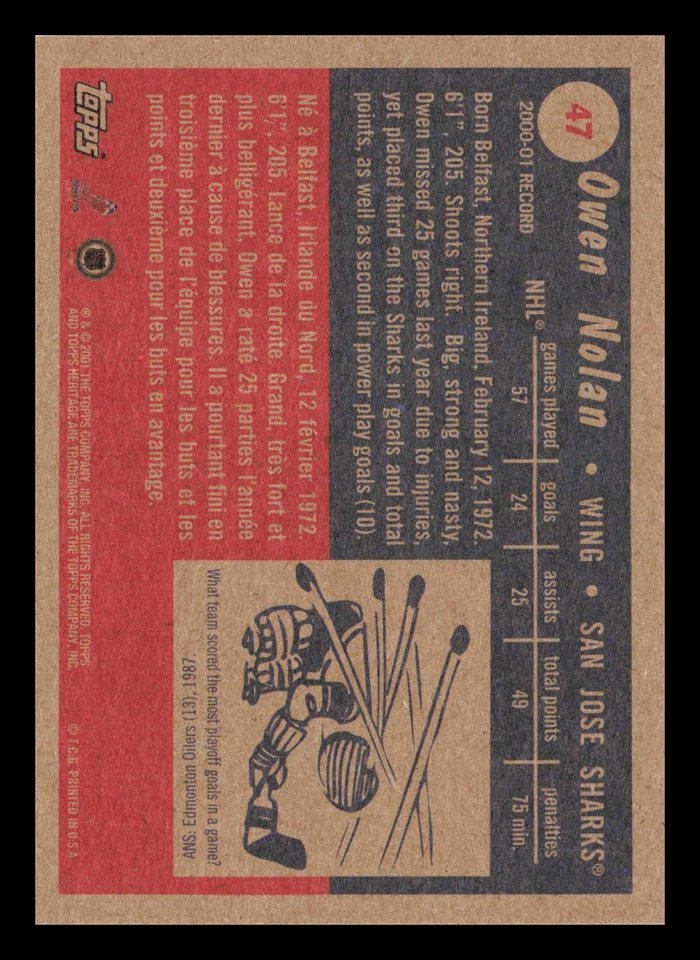 47
Owen Nolan • WING • SAN JOSE SHARKS®
2000-01 RECORD
games played goals assists total points penalties
NHL® 57 24 25 49 75 min.
Born Belfast, Northern Ireland, February 12, 1972.
6'1", 205. Shoots right. Big, strong and nasty,
Owen missed 25 games last year due to injuries,
yet placed third on the Sharks in goals and total
points, as well as second in power play goals (10).
Né à Belfast, Irlande du Nord, 12 février 1972.
6'1", 205. Lance de la droite. Grand, très fort et
plus belligérant, Owen a raté 25 parties l'année
dernier à cause de blessures. Il a pourtant fini en
troisième place de l'équipe pour les buts et les
points et deuxième pour les buts en avantage.
What team scored the most playoff goals in a game?
ANS: Edmonton Oilers (13), 1987.
topps®
® & © 2001 THE TOPPS COMPANY, INC. ALL RIGHTS RESERVED. TOPPS
AND TOPPS HERITAGE ARE TRADEMARKS OF THE TOPPS COMPANY, INC.
© T.C.G. PRINTED IN U.S.A.